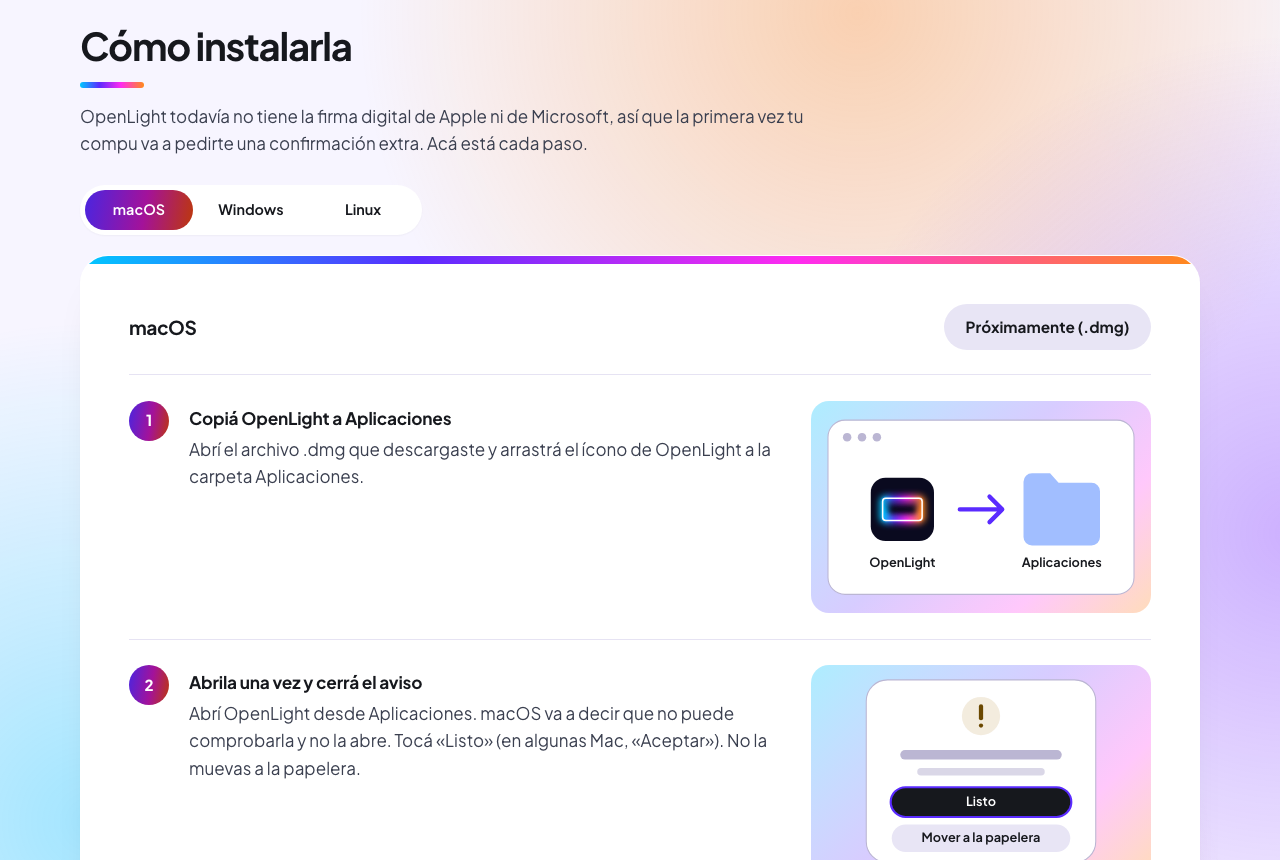 Cómo instalarla
OpenLight todavía no tiene la firma digital de Apple ni de Microsoft, así que la primera vez tu
compu va a pedirte una confirmación extra. Acá está cada paso.
macOS
Windows
Linux
macOS
Próximamente (.dmg)
1
Copiá OpenLight a Aplicaciones
Abrí el archivo .dmg que descargaste y arrastrá el ícono de OpenLight a la
carpeta Aplicaciones.
OpenLight
Aplicaciones
2
Abrila una vez y cerrá el aviso
Abrí OpenLight desde Aplicaciones. macOS va a decir que no puede
comprobarla y no la abre. Tocá «Listo» (en algunas Mac, «Aceptar»). No la
muevas a la papelera.
!
Listo
Mover a la papelera